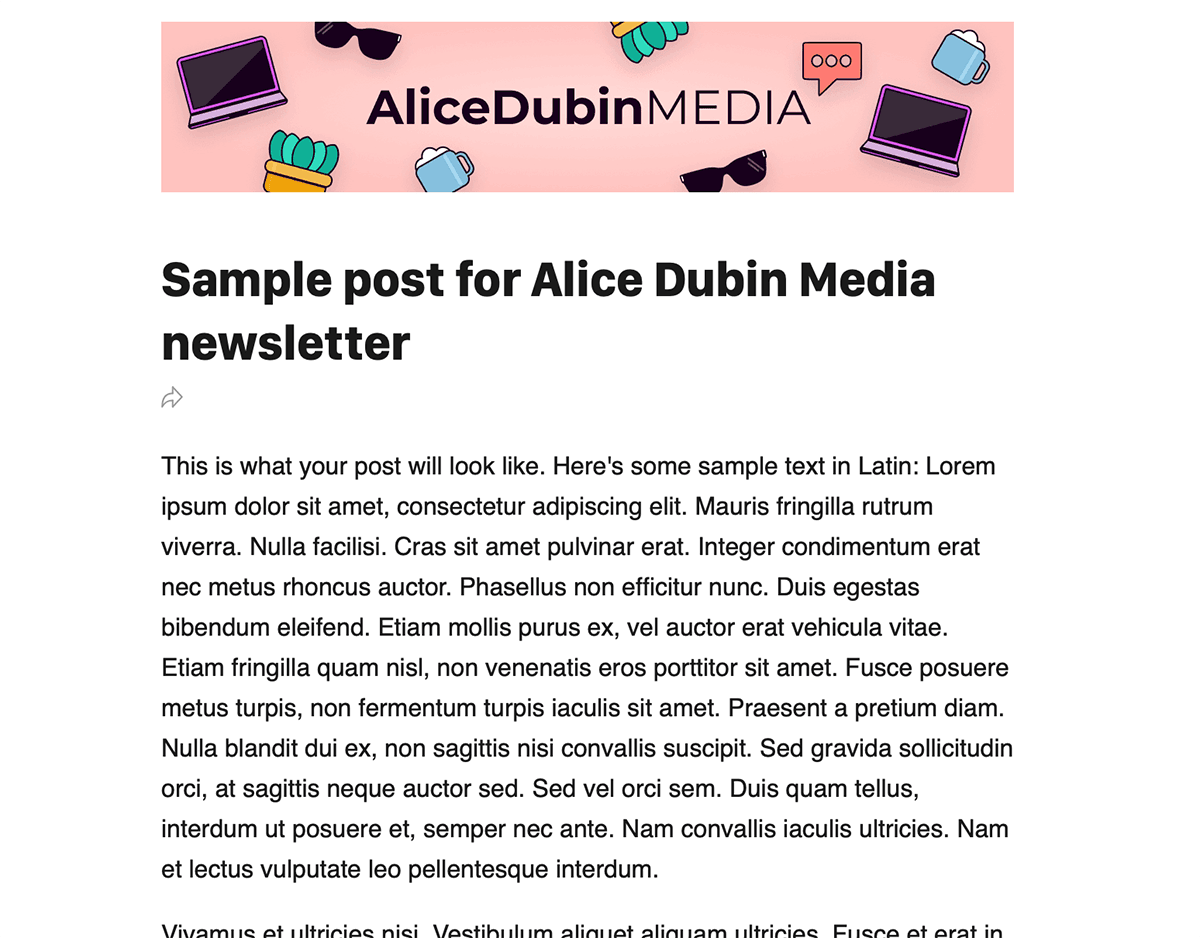 AliceDubinMEDIA
Sample post for Alice Dubin Media
newsletter
This is what your post will look like. Here's some sample text in Latin: Lorem
ipsum dolor sit amet, consectetur adipiscing elit. Mauris fringilla rutrum
viverra. Nulla facilisi. Cras sit amet pulvinar erat. Integer condimentum erat
nec metus rhoncus auctor. Phasellus non efficitur nunc. Duis egestas
bibendum eleifend. Etiam mollis purus ex, vel auctor erat vehicula vitae.
Etiam fringilla quam nisl, non venenatis eros porttitor sit amet. Fusce posuere
metus turpis, non fermentum turpis iaculis sit amet. Praesent a pretium diam.
Nulla blandit dui ex, non sagittis nisi convallis suscipit. Sed gravida sollicitudin
orci, at sagittis neque auctor sed. Sed vel orci sem. Duis quam tellus,
interdum ut posuere et, semper nec ante. Nam convallis iaculis ultricies. Nam
et lectus vulputate leo pellentesque interdum.
Vivamus et ultricies nisi. Vestibulum aliquet aliquam ultricies. Fusce et erat in